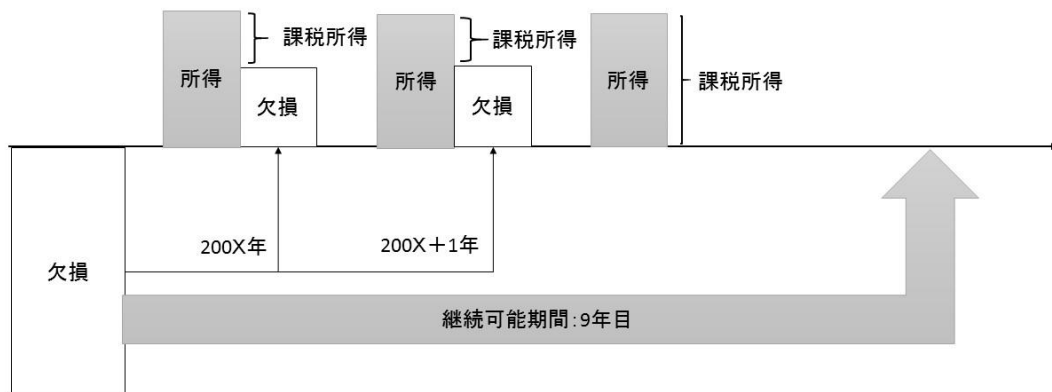 課税所得
課税所得
所得
所得
所得
課税所得
欠損
欠損
200X年
200X＋1年
欠損
継続可能期間：9年目